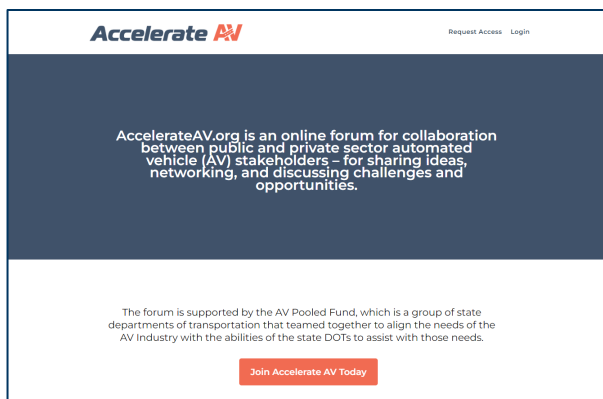 Accelerate AV
Request Access Login
AccelerateAV.org is an online forum for collaboration
between public and private sector automated
vehicle (AV) stakeholders – for sharing ideas,
networking, and discussing challenges and
opportunities.
The forum is supported by the AV Pooled Fund, which is a group of state
departments of transportation that teamed together to align the needs of the
AV Industry with the abilities of the state DOTs to assist with those needs.
Join Accelerate AV Today